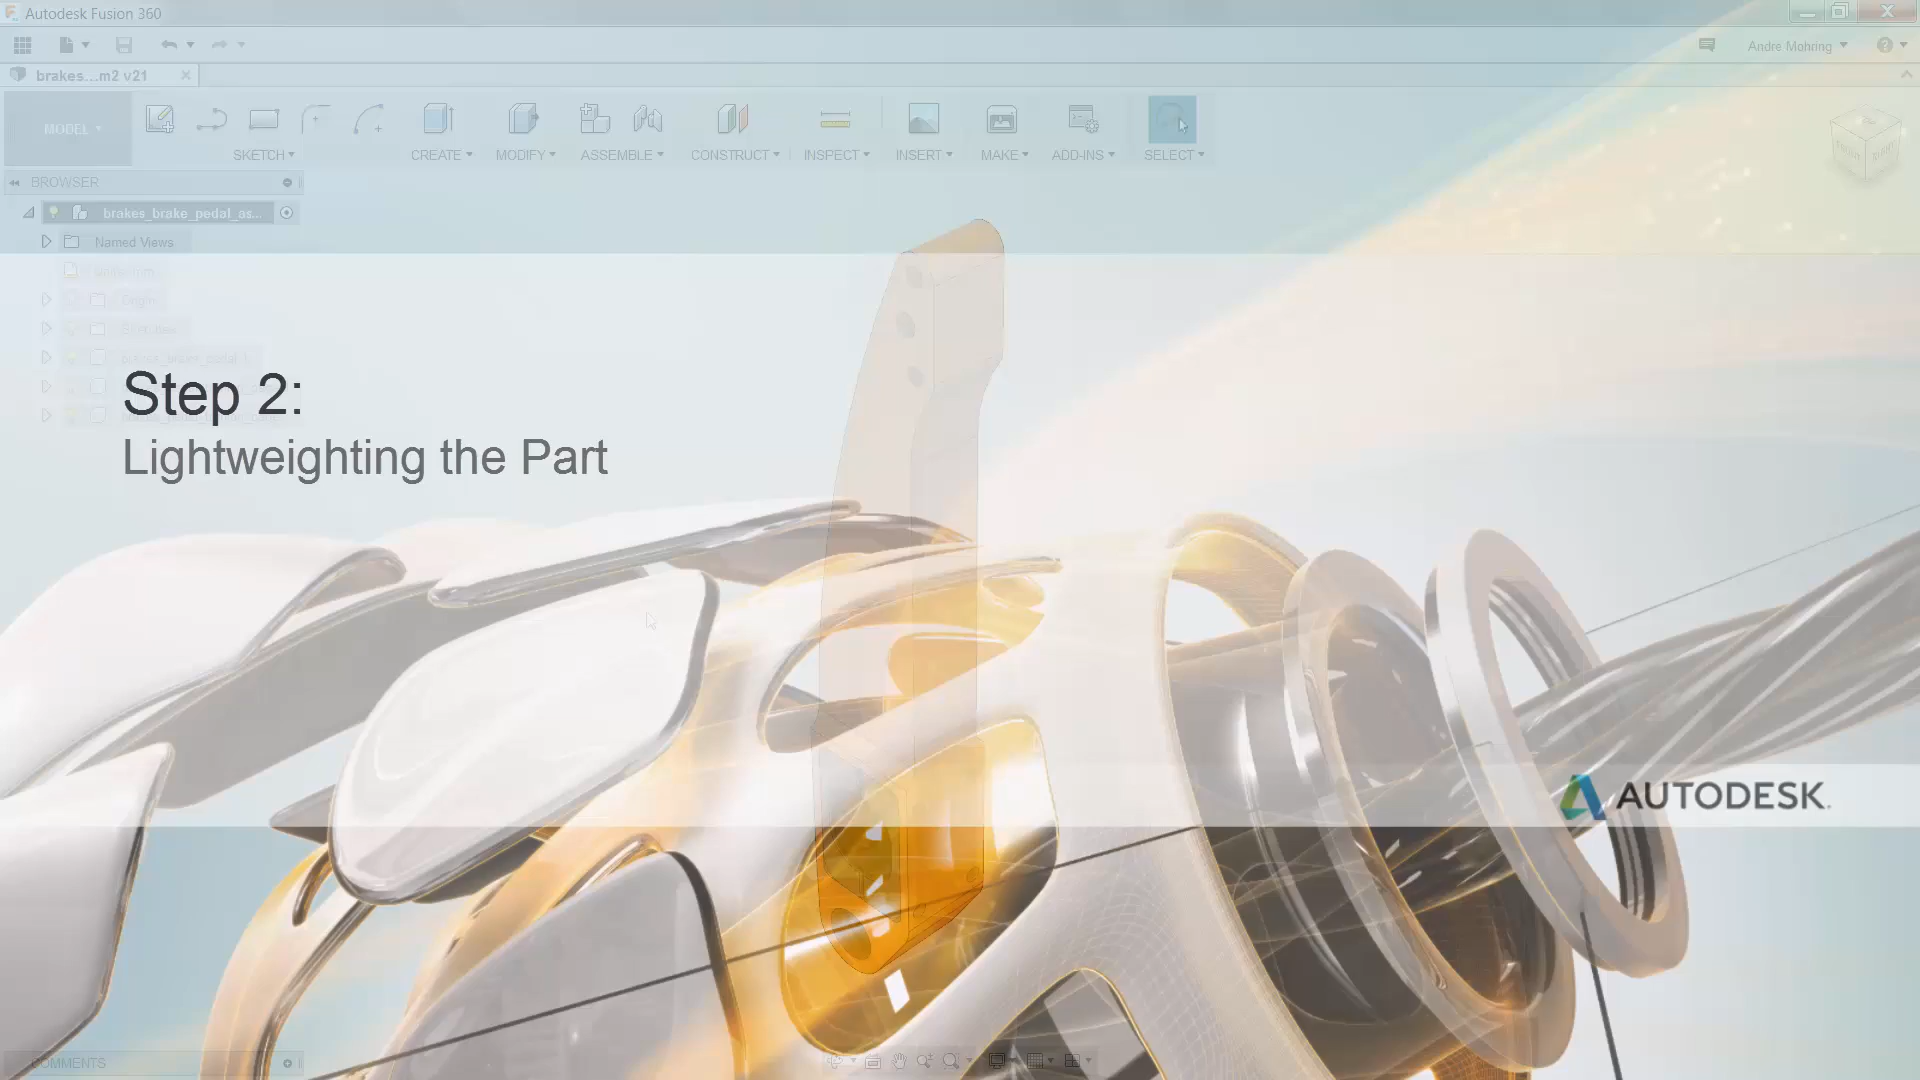 Autodesk Fusion 360
Andre Mohring
brakes...m2 v21
MODEL
SKETCH
CREATE
MODIFY
ASSEMBLE
CONSTRUCT
INSPECT
INSERT
MAKE
ADD-INS
SELECT
BROWSER
brakes_brake_pedal_as...
Named Views
Step 2:
Lightweighting the Part
AUTODESK.
COMMENTS